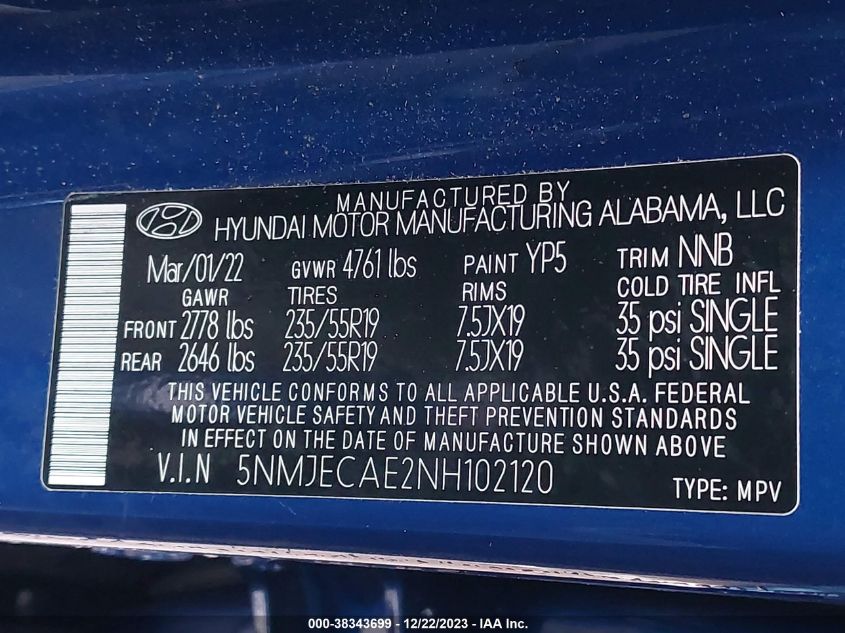 MANUFACTURED BY
HYUNDAI MOTOR MANUFACTURING ALABAMA, LLC
Mar/01/22 GVWR 4761 lbs PAINT YP5 TRIM NNB
GAWR TIRES RIMS COLD TIRE INFL
FRONT 2778 lbs 235/55R19 7.5JX19 35 psi SINGLE
REAR 2646 lbs 235/55R19 7.5JX19 35 psi SINGLE
THIS VEHICLE CONFORMS TO ALL APPLICABLE U.S.A. FEDERAL
MOTOR VEHICLE SAFETY AND THEFT PREVENTION STANDARDS
IN EFFECT ON THE DATE OF MANUFACTURE SHOWN ABOVE
V.I.N 5NMJECAE2NH102120
TYPE: MPV
000-38343699 - 12/22/2023 - IAA Inc.